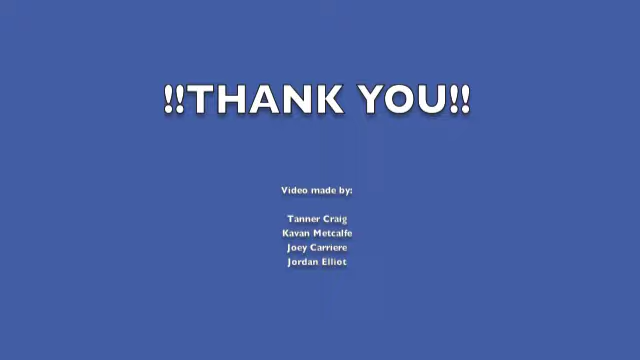 !!THANK YOU!!
Video made by:
Tanner Craig
Kavan Metcalfe
Joey Carriere
Jordan Elliot